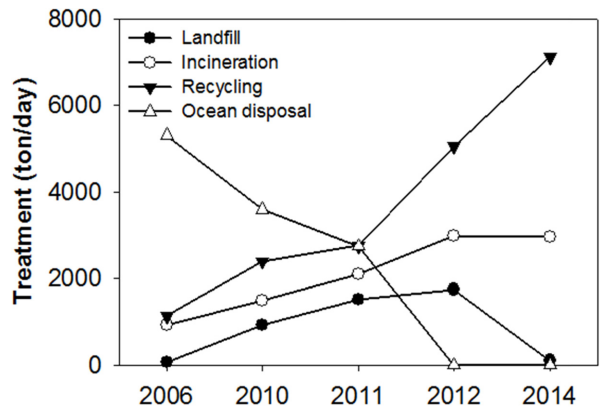 8000
6000
4000
2000
0
Treatment (ton/day)
Landfill
Incineration
Recycling
Ocean disposal
2006 2010 2011 2012 2014